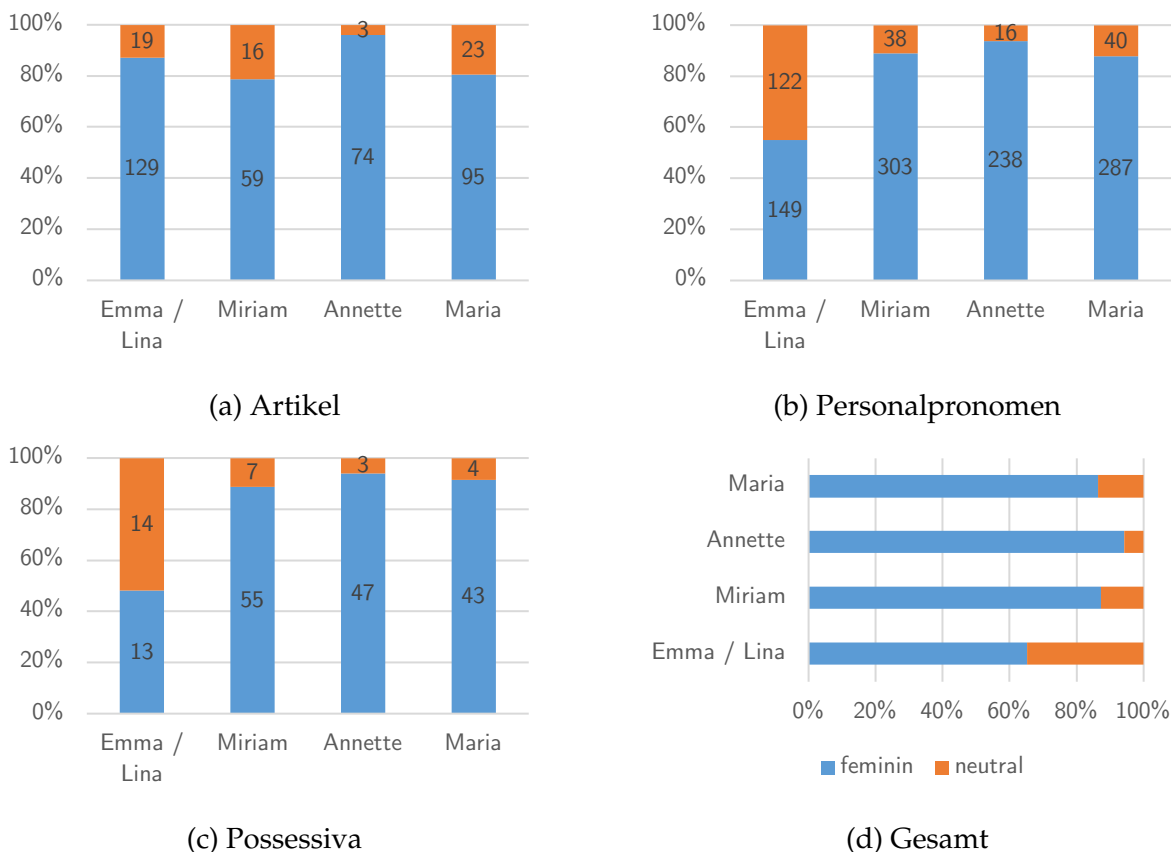 100%
80%
60%
40%
20%
0%
19
16
3
23
129
59
74
95
Emma / Lina
Miriam
Annette
Maria
(a) Artikel
100%
80%
60%
40%
20%
0%
122
38
16
40
149
303
238
287
Emma / Lina
Miriam
Annette
Maria
(b) Personalpronomen
100%
80%
60%
40%
20%
0%
14
7
3
4
13
55
47
43
Emma / Lina
Miriam
Annette
Maria
(c) Possessiva
Maria
Annette
Miriam
Emma / Lina
0% 20% 40% 60% 80% 100%
feminin neutral
(d) Gesamt